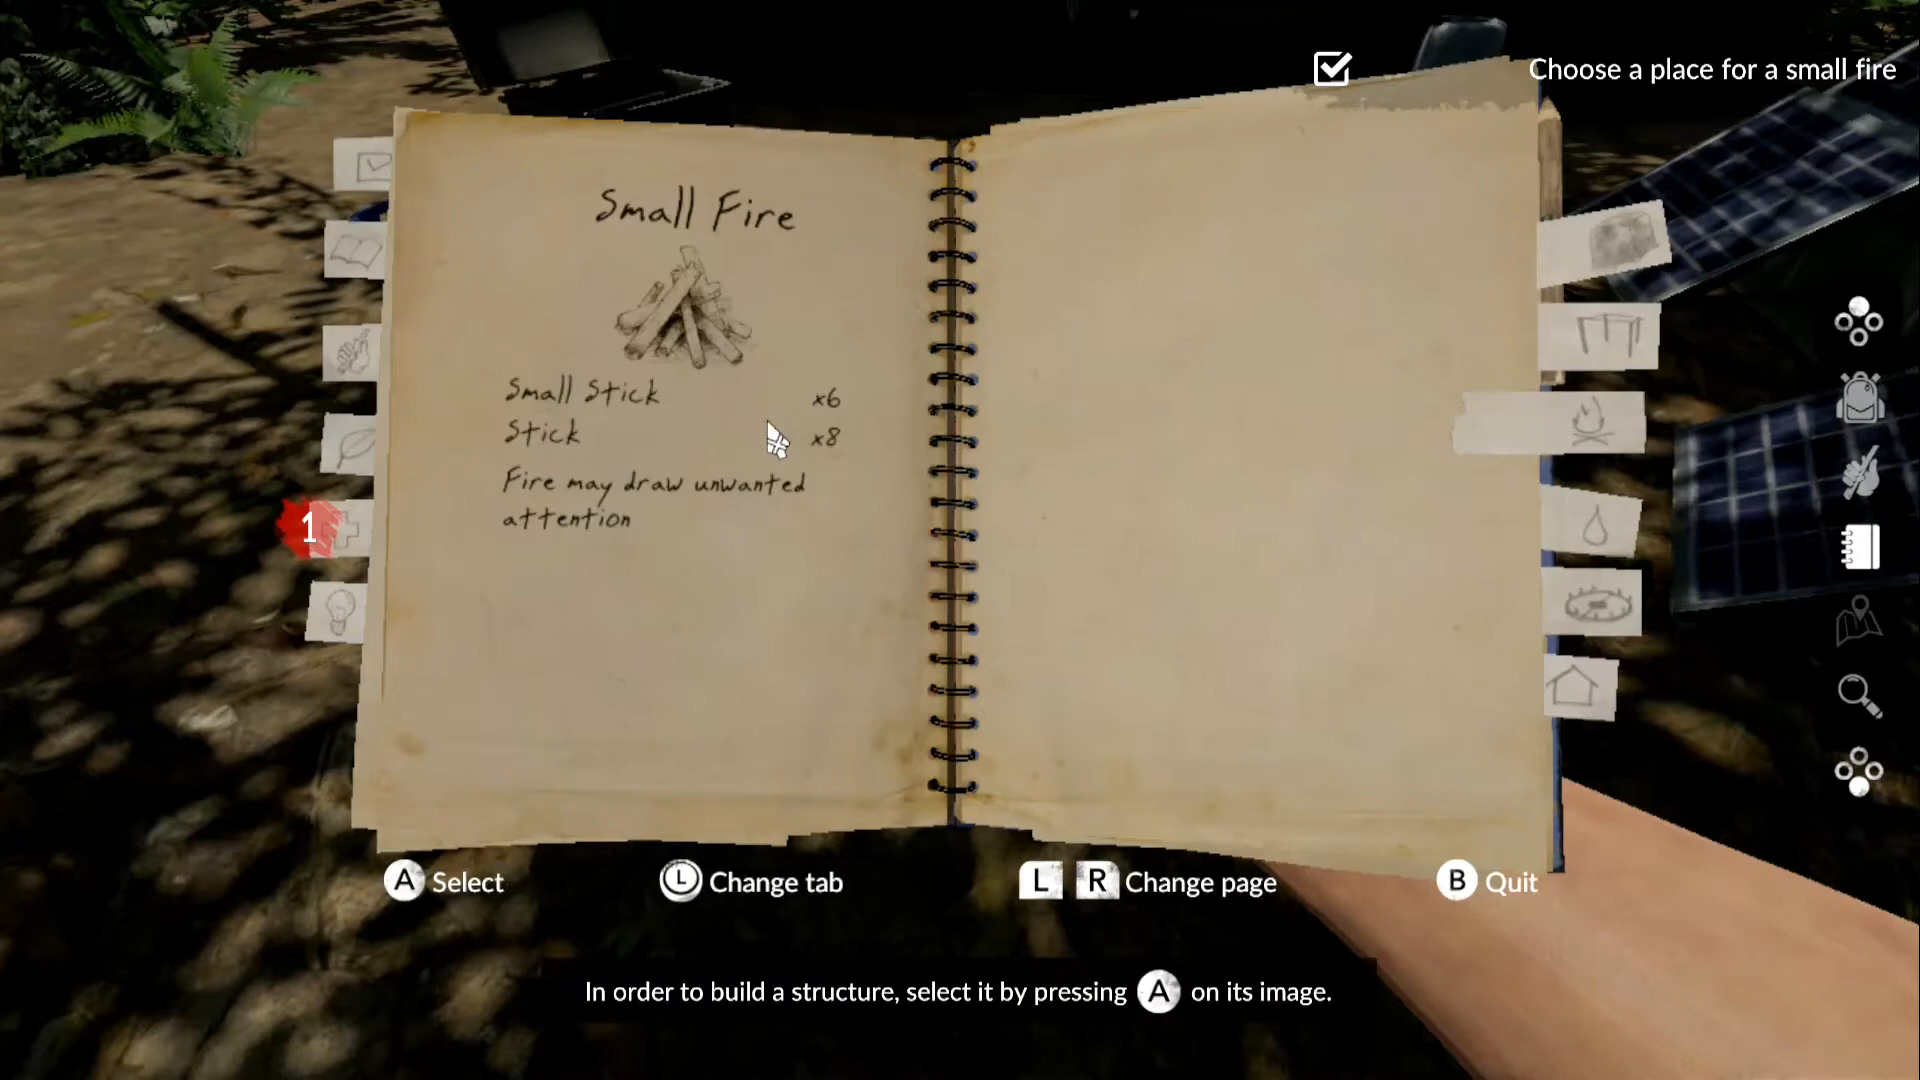 Choose a place for a small fire
Small Fire
Small Stick x6
Stick x8
Fire may draw unwanted
attention
1
A Select
L Change tab
L R Change page
B Quit
In order to build a structure, select it by pressing A on its image.